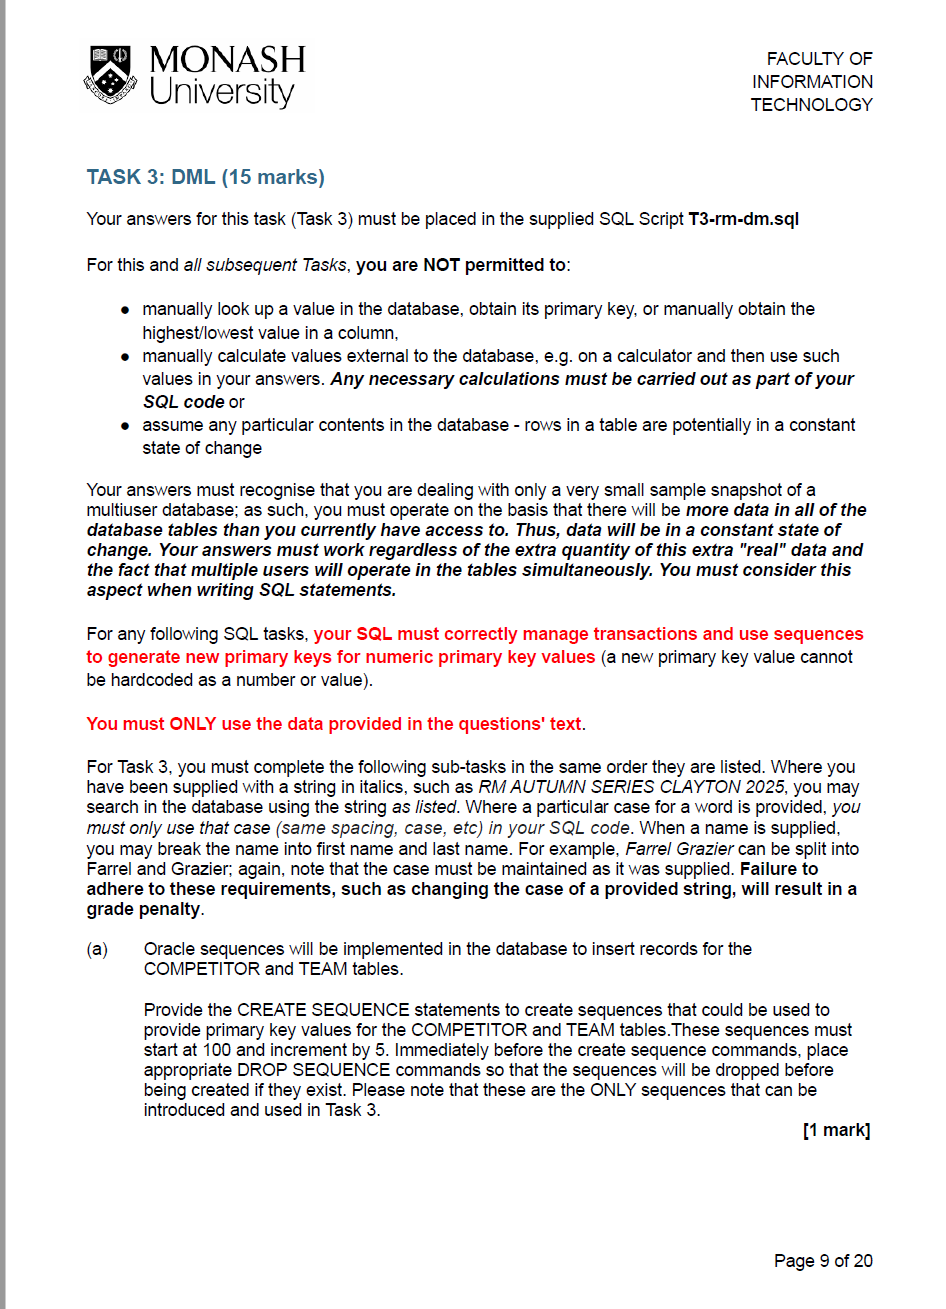 MONASH
University
FACULTY OF
INFORMATION
TECHNOLOGY
TASK 3: DML (15 marks)
Your answers for this task (Task 3) must be placed in the supplied SQL Script T3-rm-dm.sql
For this and all subsequent Tasks, you are NOT permitted to:
● manually look up a value in the database, obtain its primary key, or manually obtain the
highest/lowest value in a column,
● manually calculate values external to the database, e.g. on a calculator and then use such
values in your answers. Any necessary calculations must be carried out as part of your
SQL code or
● assume any particular contents in the database - rows in a table are potentially in a constant
state of change
Your answers must recognise that you are dealing with only a very small sample snapshot of a
multiuser database; as such, you must operate on the basis that there will be more data in all of the
database tables than you currently have access to. Thus, data will be in a constant state of
change. Your answers must work regardless of the extra quantity of this extra "real" data and
the fact that multiple users will operate in the tables simultaneously. You must consider this
aspect when writing SQL statements.
For any following SQL tasks, your SQL must correctly manage transactions and use sequences
to generate new primary keys for numeric primary key values (a new primary key value cannot
be hardcoded as a number or value).
You must ONLY use the data provided in the questions' text.
For Task 3, you must complete the following sub-tasks in the same order they are listed. Where you
have been supplied with a string in italics, such as RM AUTUMN SERIES CLAYTON 2025, you may
search in the database using the string as listed. Where a particular case for a word is provided, you
must only use that case (same spacing, case, etc) in your SQL code. When a name is supplied,
you may break the name into first name and last name. For example, Farrel Grazier can be split into
Farrel and Grazier; again, note that the case must be maintained as it was supplied. Failure to
adhere to these requirements, such as changing the case of a provided string, will result in a
grade penalty.
(a) Oracle sequences will be implemented in the database to insert records for the
COMPETITOR and TEAM tables.
Provide the CREATE SEQUENCE statements to create sequences that could be used to
provide primary key values for the COMPETITOR and TEAM tables.These sequences must
start at 100 and increment by 5. Immediately before the create sequence commands, place
appropriate DROP SEQUENCE commands so that the sequences will be dropped before
being created if they exist. Please note that these are the ONLY sequences that can be
introduced and used in Task 3.
[1 mark]
Page 9 of 20